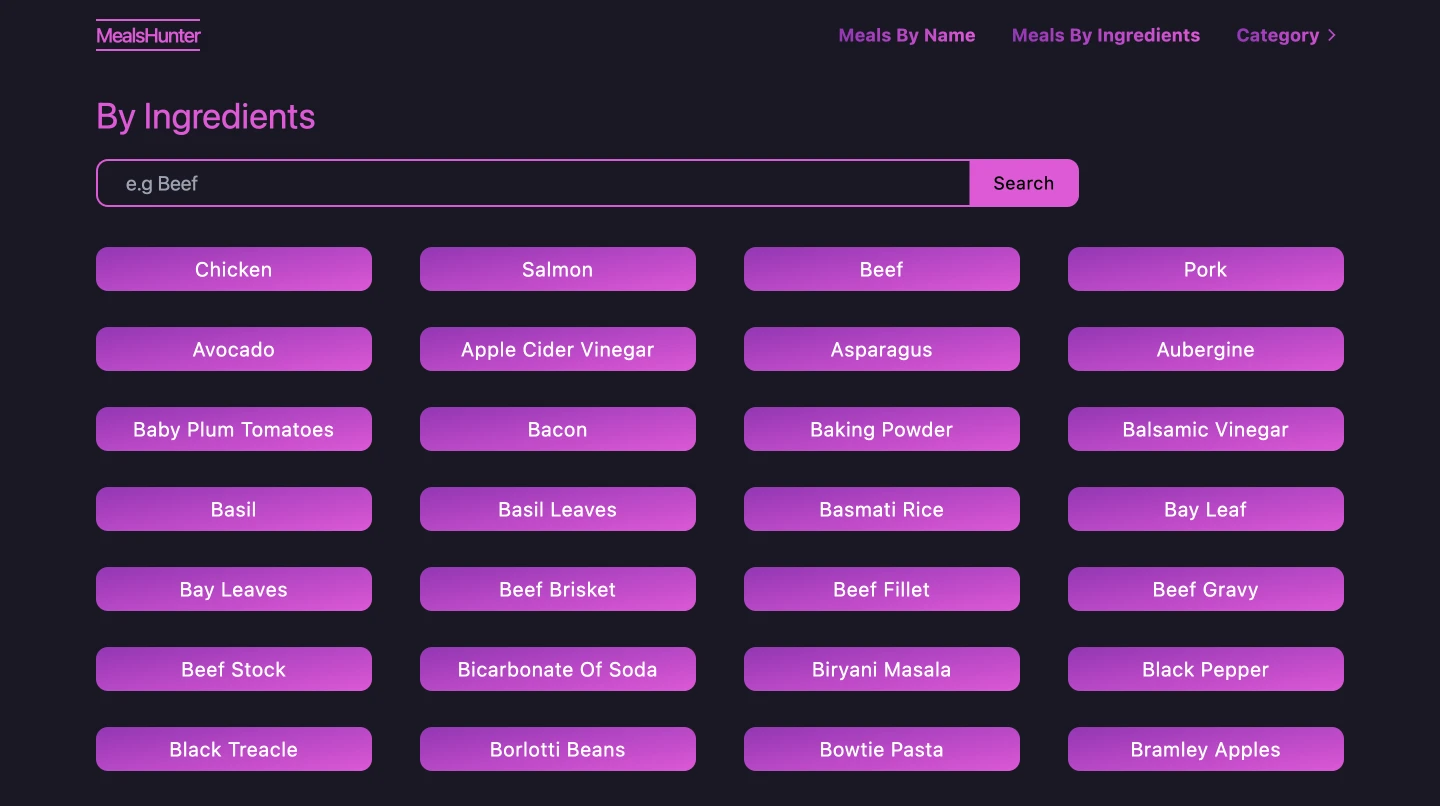 MealsHunter
Meals By Name
Meals By Ingredients
Category
By Ingredients
e.g Beef
Search
Chicken
Salmon
Beef
Pork
Avocado
Apple Cider Vinegar
Asparagus
Aubergine
Baby Plum Tomatoes
Bacon
Baking Powder
Balsamic Vinegar
Basil
Basil Leaves
Basmati Rice
Bay Leaf
Bay Leaves
Beef Brisket
Beef Fillet
Beef Gravy
Beef Stock
Bicarbonate Of Soda
Biryani Masala
Black Pepper
Black Treacle
Borlotti Beans
Bowtie Pasta
Bramley Apples